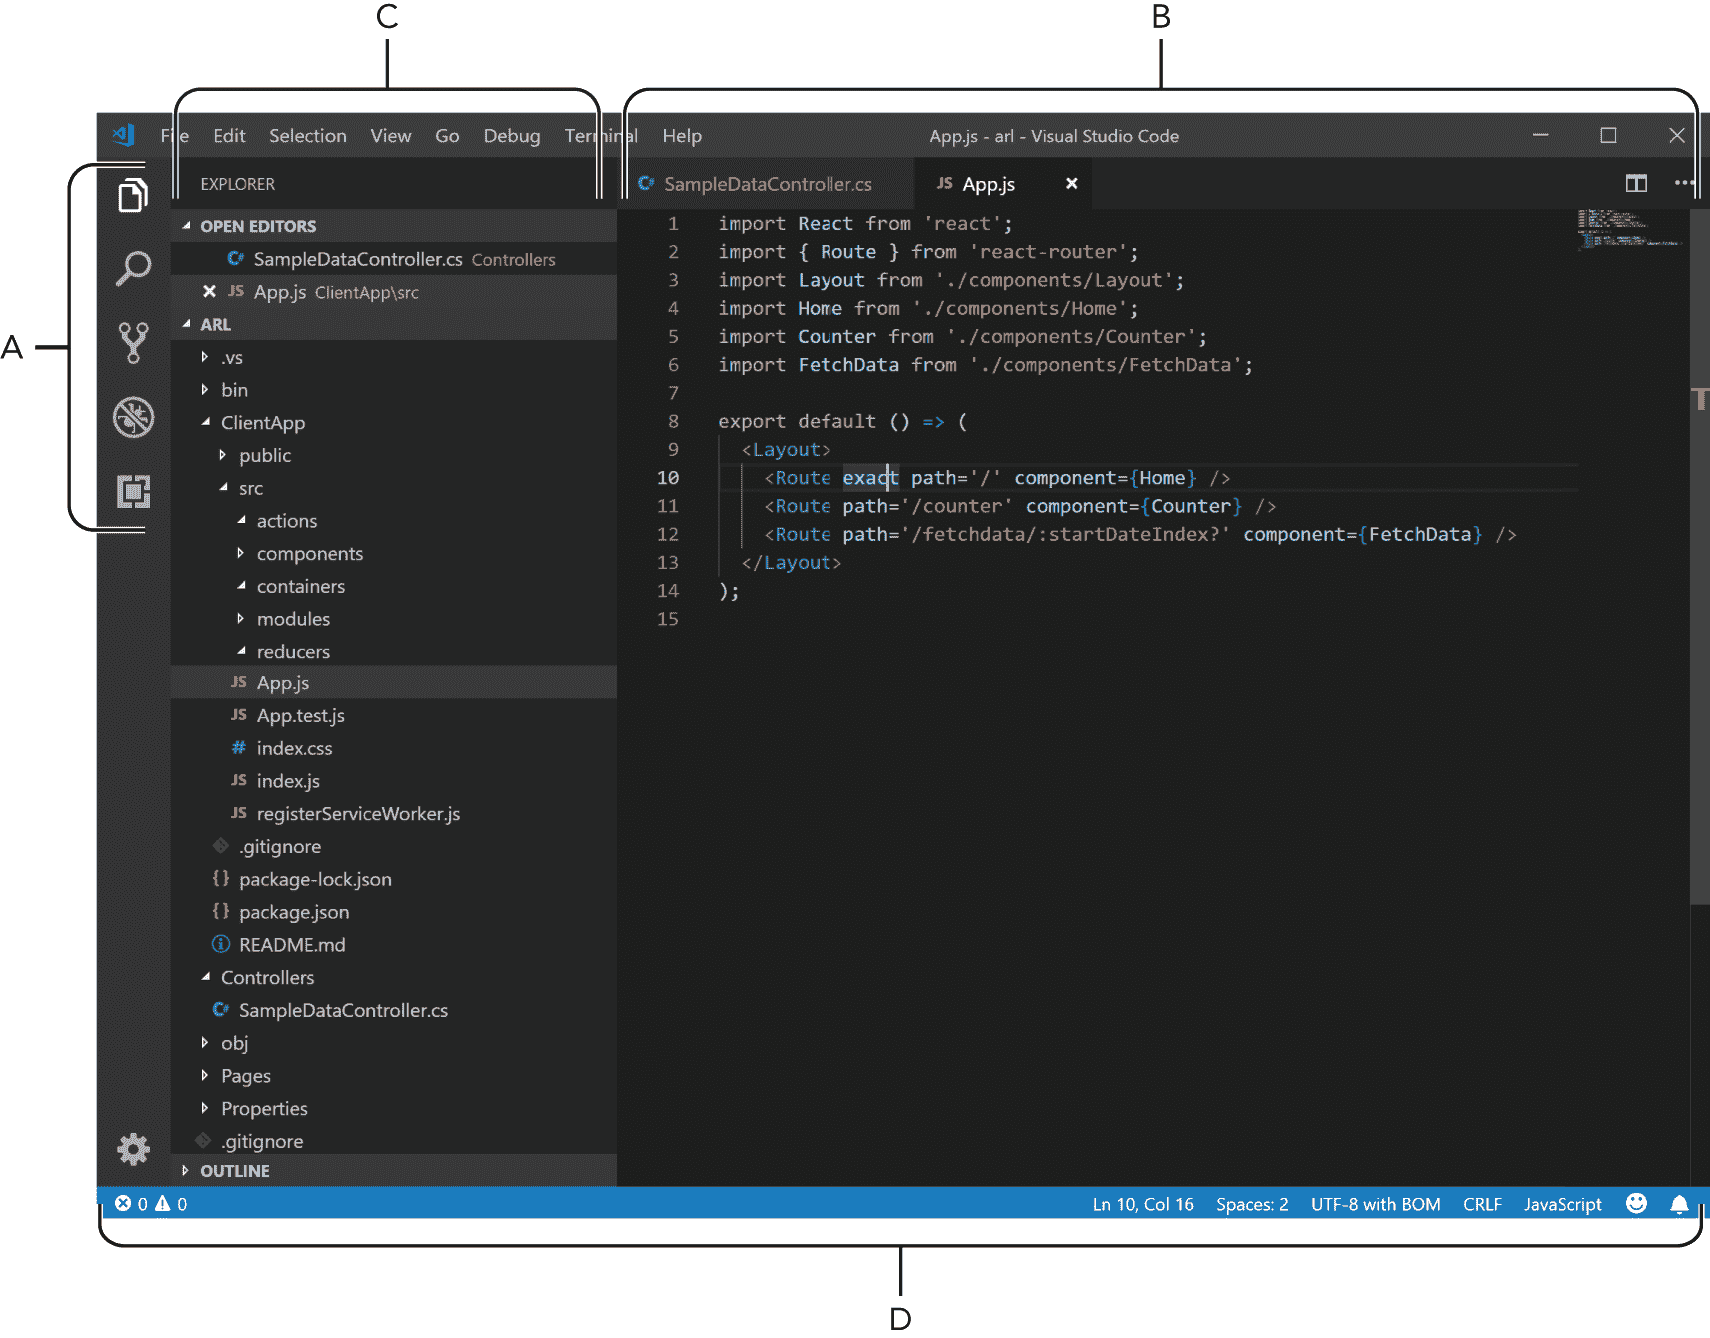 C
B
File Edit Selection View Go Debug Terminal Help
App.js - arl - Visual Studio Code
A
EXPLORER
OPEN EDITORS
SampleDataController.cs Controllers
JS App.js ClientApp\src
ARL
.vs
bin
ClientApp
public
src
actions
components
containers
modules
reducers
JS App.js
JS App.test.js
# index.css
JS index.js
JS registerServiceWorker.js
.gitignore
{} package-lock.json
{} package.json
README.md
Controllers
C# SampleDataController.cs
obj
Pages
Properties
.gitignore
OUTLINE
C# SampleDataController.cs
JS App.js
1 import React from 'react';
2 import { Route } from 'react-router';
3 import Layout from './components/Layout';
4 import Home from './components/Home';
5 import Counter from './components/Counter';
6 import FetchData from './components/FetchData';
7
8 export default () => (
9 <Layout>
10 <Route exact path='/' component={Home} />
11 <Route path='/counter' component={Counter} />
12 <Route path='/fetchdata/:startDateIndex?' component={FetchData} />
13 </Layout>
14 );
15
0 0
Ln 10, Col 16 Spaces: 2 UTF-8 with BOM CRLF JavaScript
D